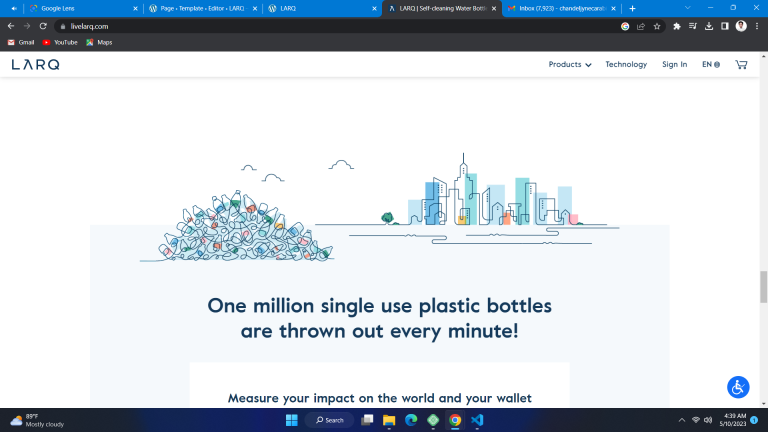 Google Lens
Page • Template • Editor • LARQ
LARQ
LARQ | Self-cleaning Water Bottle
Inbox (7,923) - chandeljynecarab
livelarq.com
Gmail
YouTube
Maps
LARQ
Products
Technology
Sign In
EN
One million single use plastic bottles
are thrown out every minute!
Measure your impact on the world and your wallet
89°F
Mostly cloudy
Search
4:39 AM
5/10/2023